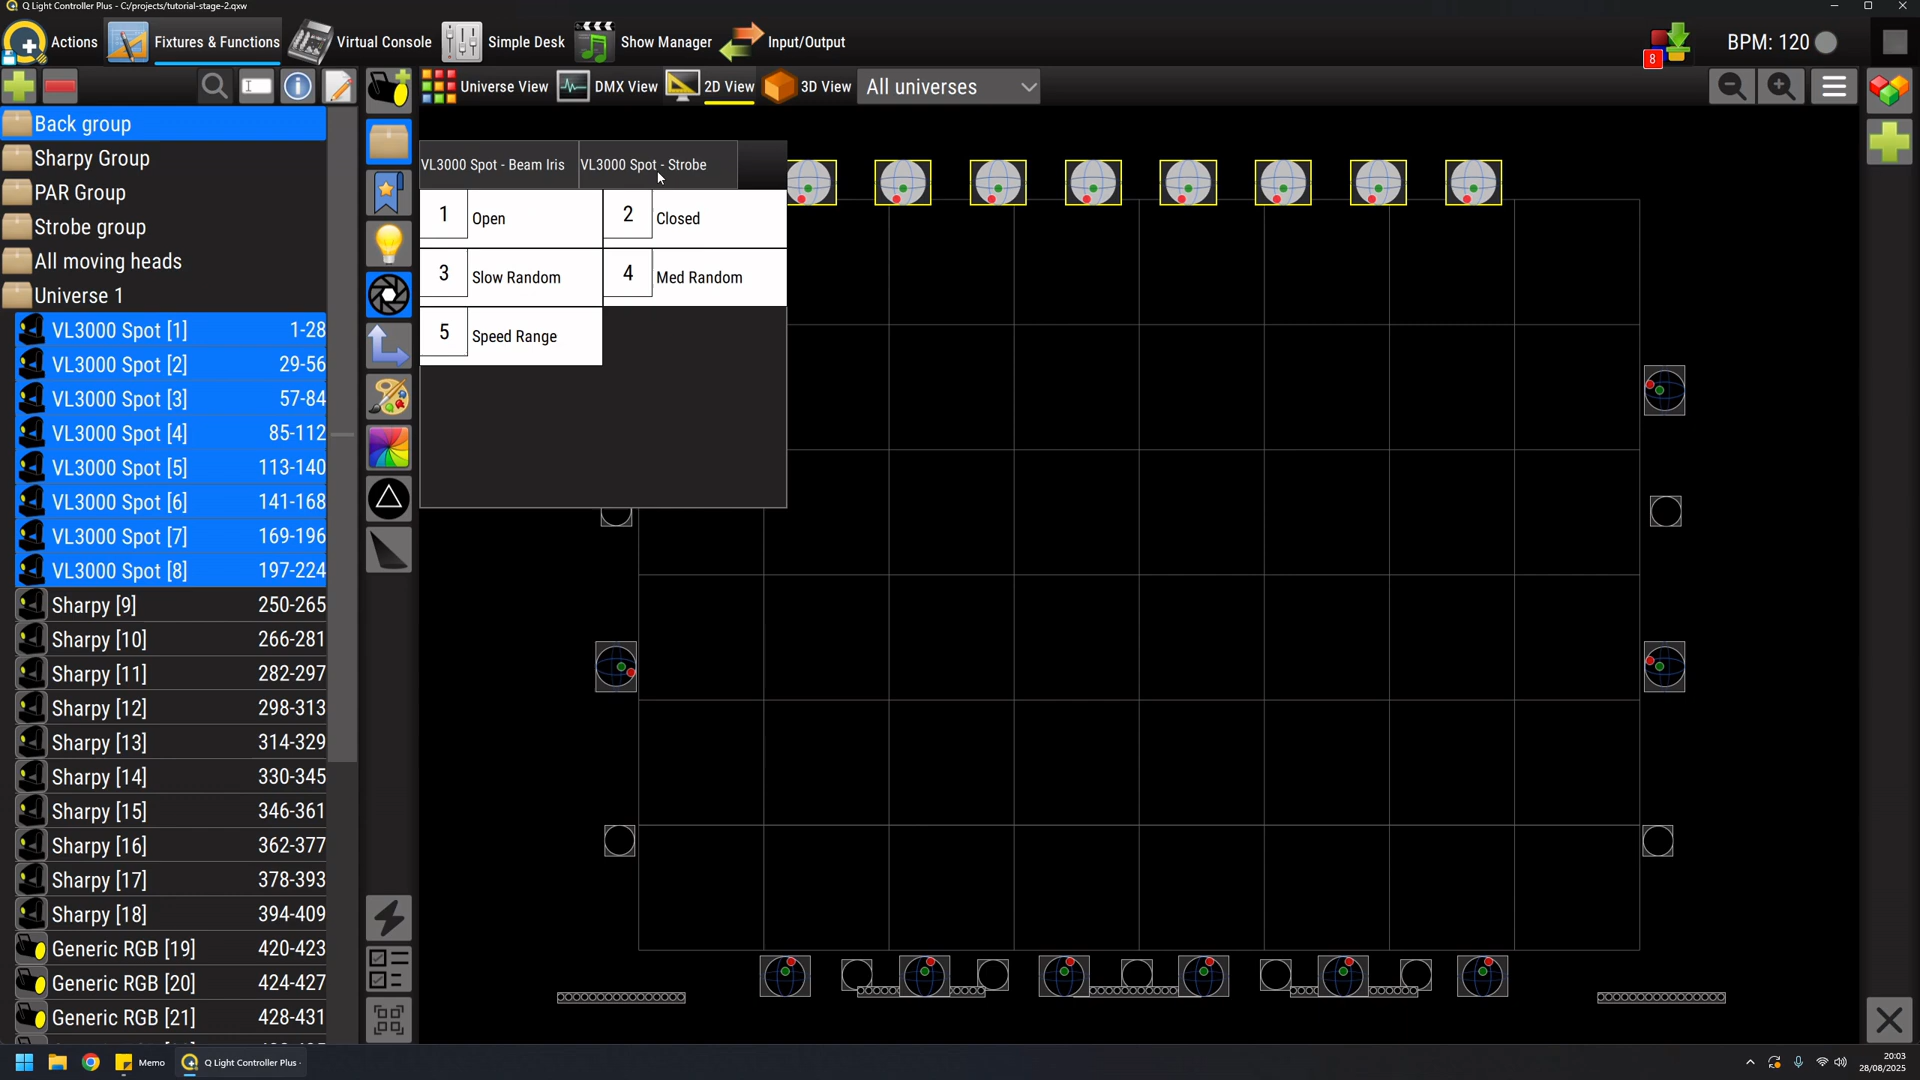 Q Light Controller Plus - C:/projects/tutorial-stage-2.qxw
Actions
Fixtures & Functions
Virtual Console
Simple Desk
Show Manager
Input/Output
8
BPM: 120
Universe View
DMX View
2D View
3D View
All universes
Back group
Sharpy Group
PAR Group
Strobe group
All moving heads
Universe 1
VL3000 Spot [1] 1-28
VL3000 Spot [2] 29-56
VL3000 Spot [3] 57-84
VL3000 Spot [4] 85-112
VL3000 Spot [5] 113-140
VL3000 Spot [6] 141-168
VL3000 Spot [7] 169-196
VL3000 Spot [8] 197-224
Sharpy [9] 250-265
Sharpy [10] 266-281
Sharpy [11] 282-297
Sharpy [12] 298-313
Sharpy [13] 314-329
Sharpy [14] 330-345
Sharpy [15] 346-361
Sharpy [16] 362-377
Sharpy [17] 378-393
Sharpy [18] 394-409
Generic RGB [19] 420-423
Generic RGB [20] 424-427
Generic RGB [21] 428-431
VL3000 Spot - Beam Iris
VL3000 Spot - Strobe
1 Open
2 Closed
3 Slow Random
4 Med Random
5 Speed Range
Memo
Q Light Controller Plus -
20:03
28/08/2025